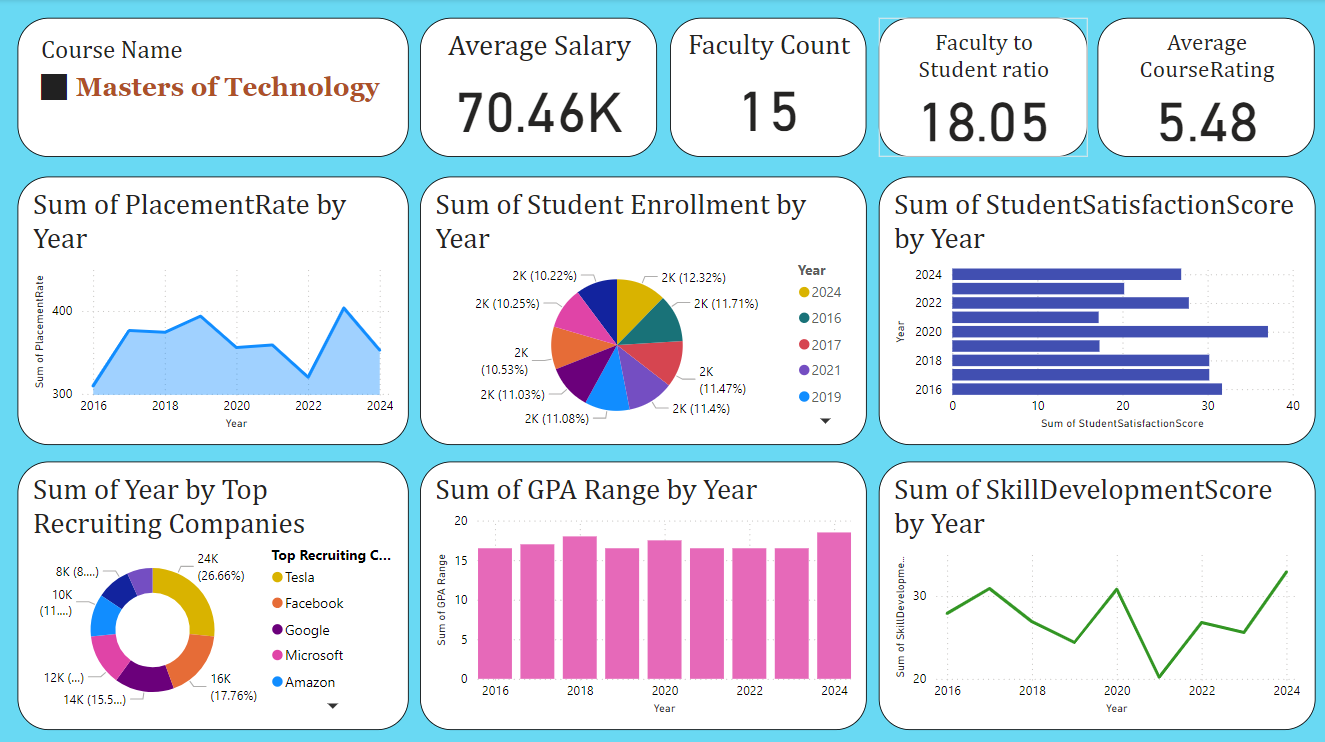 Course Name
Masters of Technology
Average Salary
70.46K
Faculty Count
15
Faculty to
Student ratio
18.05
Average
CourseRating
5.48
Sum of PlacementRate by
Year
Sum of PlacementRate
400
300
2016
2018
2020
2022
2024
Year
Sum of Student Enrollment by
Year
2K (10.22%)
2K (12.32%)
2K (10.25%)
2K (11.71%)
2K
(10.53%)
2K
(11.47%)
2K (11.03%)
2K (11.4%)
2K (11.08%)
Year
2024
2016
2017
2021
2019
Sum of StudentSatisfactionScore
by Year
Year
2024
2022
2020
2018
2016
0
10
20
30
40
Sum of StudentSatisfactionScore
Sum of Year by Top
Recruiting Companies
24K
(26.66%)
8K (8....)
10K
(11....)
12K (...)
14K (15.5...)
16K
(17.76%)
Top Recruiting C...
Tesla
Facebook
Google
Microsoft
Amazon
Sum of GPA Range by Year
Sum of GPA Range
20
15
10
5
0
2016
2018
2020
2022
2024
Year
Sum of SkillDevelopmentScore
by Year
Sum of SkillDevelopme...
30
20
2016
2018
2020
2022
2024
Year